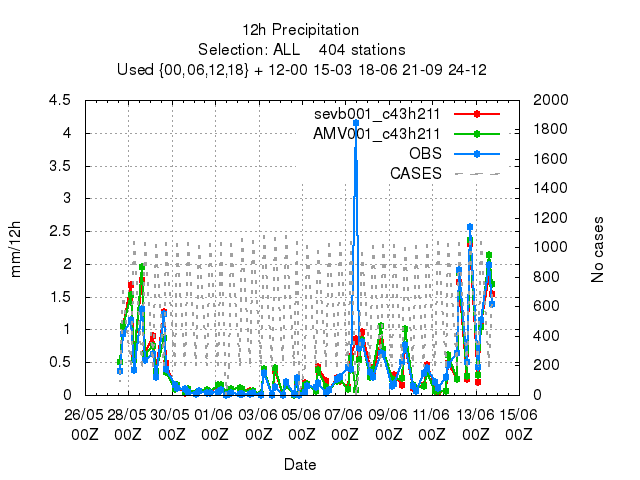 12h Precipitation
Selection: ALL    404 stations
Used {00,06,12,18} + 12-00 15-03 18-06 21-09 24-12
sevb001_c43h211
AMV001_c43h211
OBS
CASES
mm/12h
4.5
4
3.5
3
2.5
2
1.5
1
0.5
0
2000
1800
1600
1400
1200
1000
800
600
400
200
0
No cases
26/05 28/05 30/05 01/06 03/06 05/06 07/06 09/06 11/06 13/06 15/06
00Z 00Z 00Z 00Z 00Z 00Z 00Z 00Z 00Z 00Z 00Z
Date